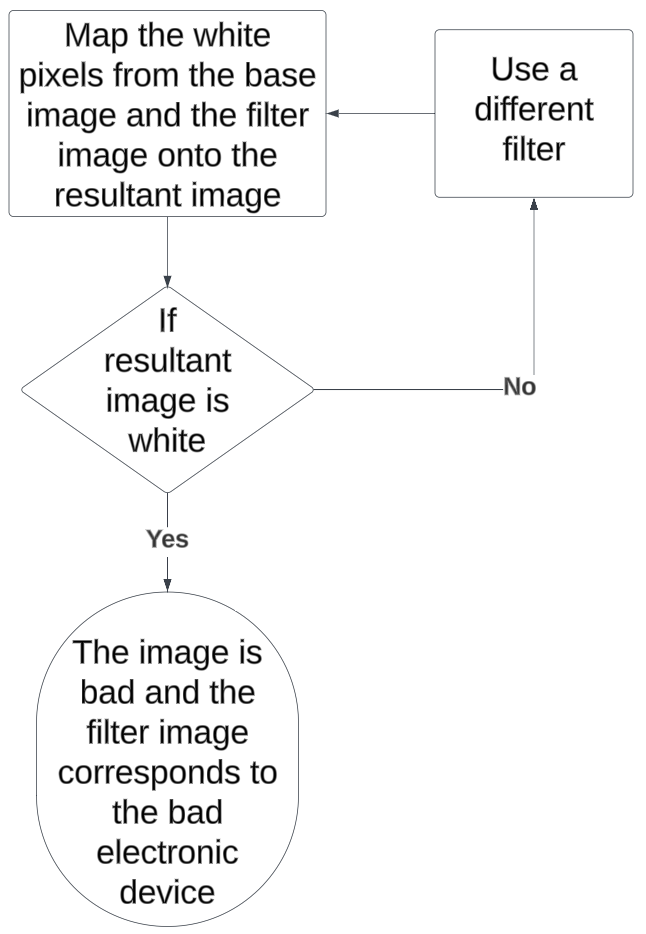 Map the white
pixels from the base
image and the filter
image onto the
resultant image
Use a
different
filter
If
resultant
image is
white
No
Yes
The image is
bad and the
filter image
corresponds to
the bad
electronic
device